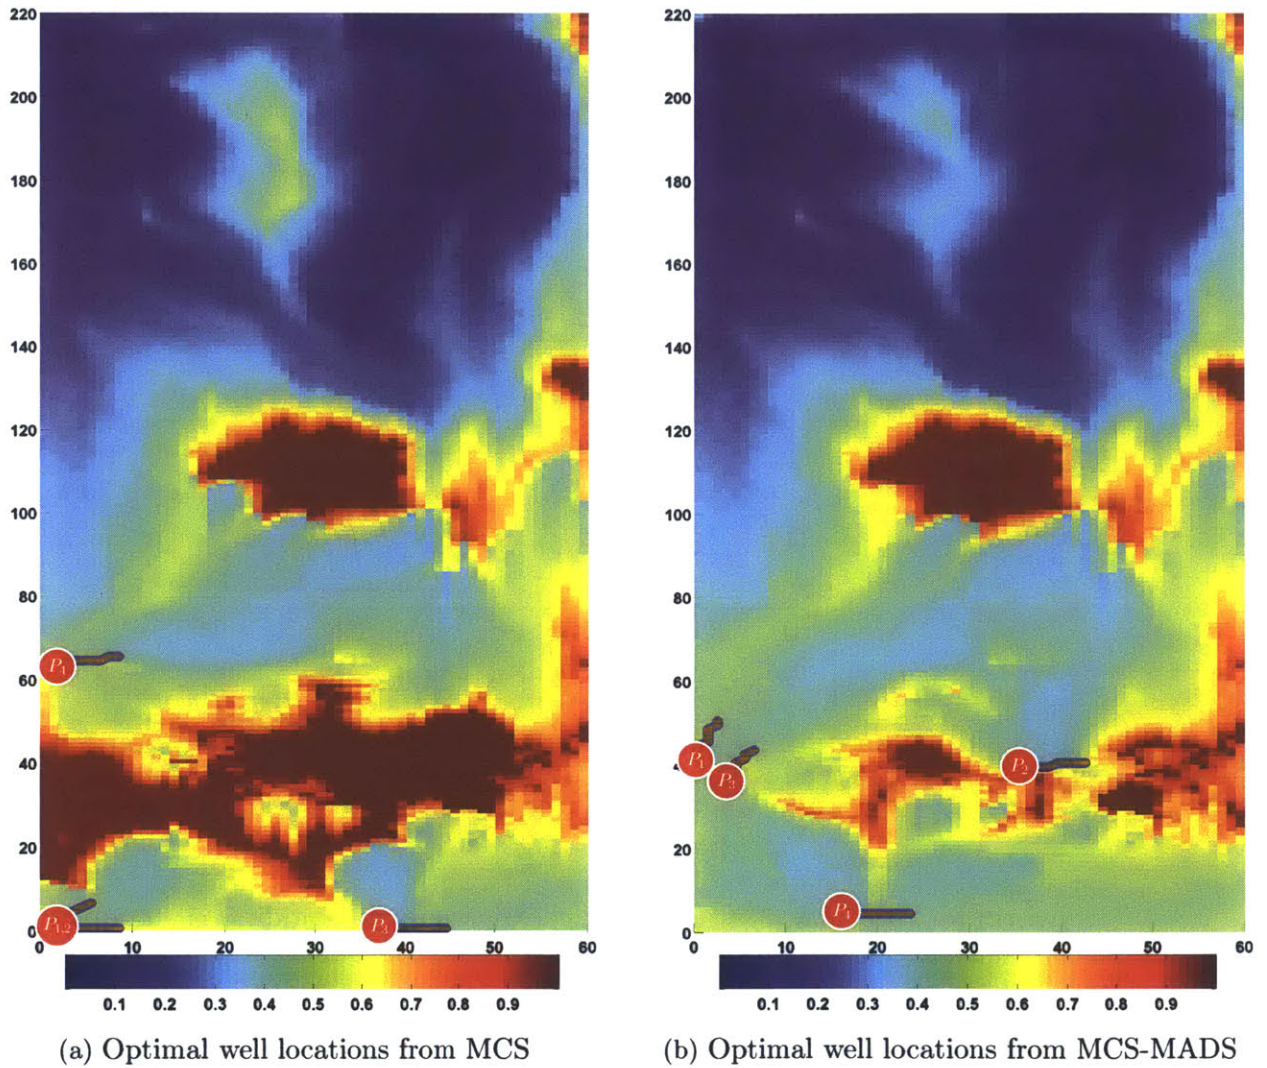 220 220
200 200
180 180
160 160
140 140
120 120
100 100
80 80
P₄
60 60
40 P₁ P₂
P₃
20 20
P₄
P₁,₂ P₃
0 0
0 10 20 30 40 50 60 0 10 20 30 40 50 60
0.1 0.2 0.3 0.4 0.5 0.6 0.7 0.8 0.9 0.1 0.2 0.3 0.4 0.5 0.6 0.7 0.8 0.9
(a) Optimal well locations from MCS (b) Optimal well locations from MCS-MADS